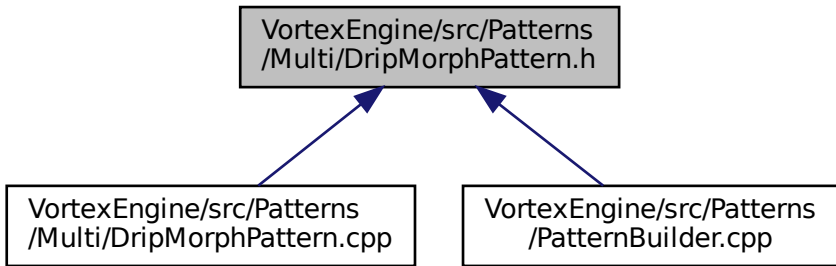 VortexEngine/src/Patterns
/Multi/DripMorphPattern.h
VortexEngine/src/Patterns
/Multi/DripMorphPattern.cpp
VortexEngine/src/Patterns
/PatternBuilder.cpp